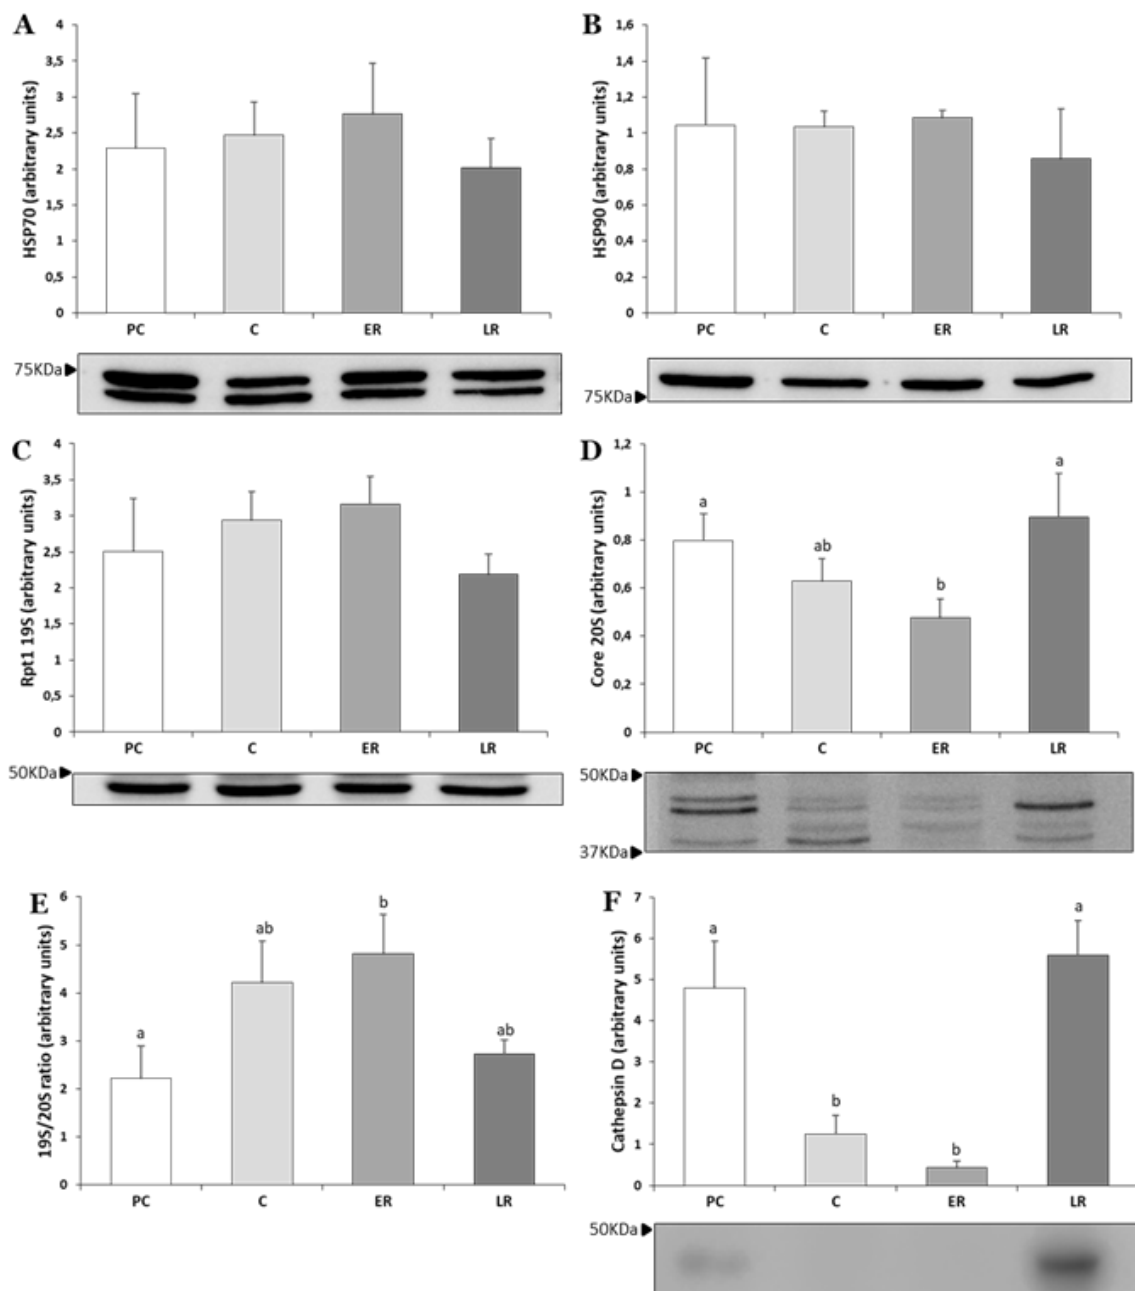 A
HSP70 (arbitrary units)
4
3,5
3
2,5
2
1,5
1
0,5
0
PC C ER LR
75KDa
B
HSP90 (arbitrary units)
1,6
1,4
1,2
1
0,8
0,6
0,4
0,2
0
PC C ER LR
75KDa
C
Rpt1 19S (arbitrary units)
4
3,5
3
2,5
2
1,5
1
0,5
0
PC C ER LR
50KDa
D
Core 20S (arbitrary units)
1,2
1
0,8
0,6
0,4
0,2
0
a ab b a
PC C ER LR
50KDa
37KDa
E
19S/20S ratio (arbitrary units)
6
5
4
3
2
1
0
a ab b ab
PC C ER LR
F
Cathepsin D (arbitrary units)
7
6
5
4
3
2
1
0
a b b a
PC C ER LR
50KDa